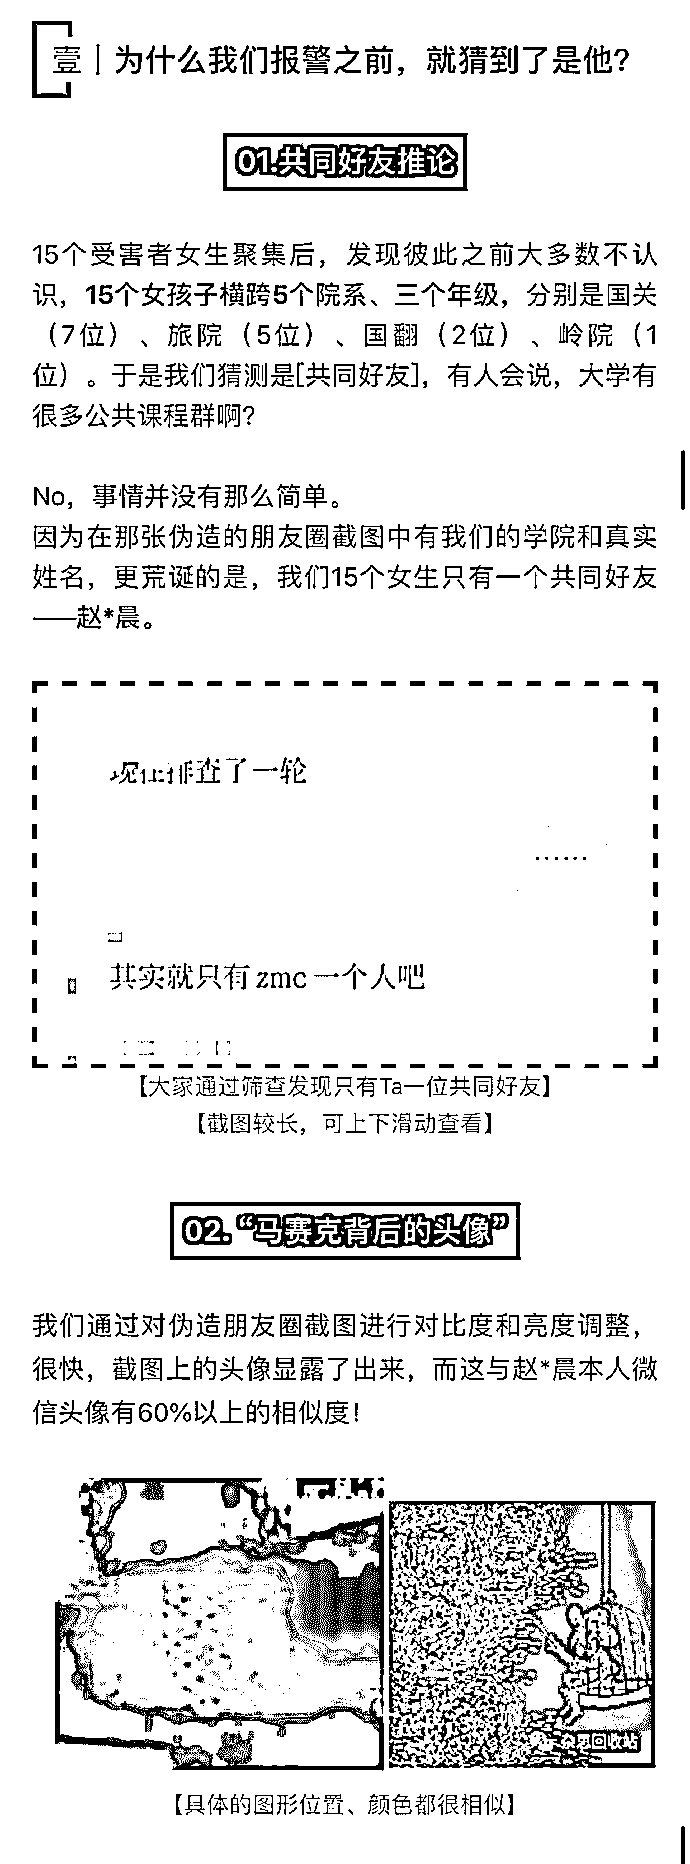 壹 | 为什么我们报警之前，就猜到了是他？
01.共同好友推论
15个受害者女生聚集后，发现彼此之前大多数不认
识，15个女孩子横跨5个院系、三个年级，分别是国关
（7位）、旅院（5位）、国翻（2位）、岭院（1
位）。于是我们猜测是[共同好友]，有人会说，大学有
很多公共课程群啊？
No，事情并没有那么简单。
因为在那张伪造的朋友圈截图中有我们的学院和真实
姓名，更荒诞的是，我们15个女生只有一个共同好友
——赵*晨。
现在排查了一轮
……
其实就只有 zmc 一个人吧
【大家通过筛查发现只有Ta一位共同好友】
【截图较长，可上下滑动查看】
02.“马赛克背后的头像”
我们通过对伪造朋友圈截图进行对比度和亮度调整，
很快，截图上的头像显露了出来，而这与赵*晨本人微
信头像有60%以上的相似度！
回收站
【具体的图形位置、颜色都很相似】